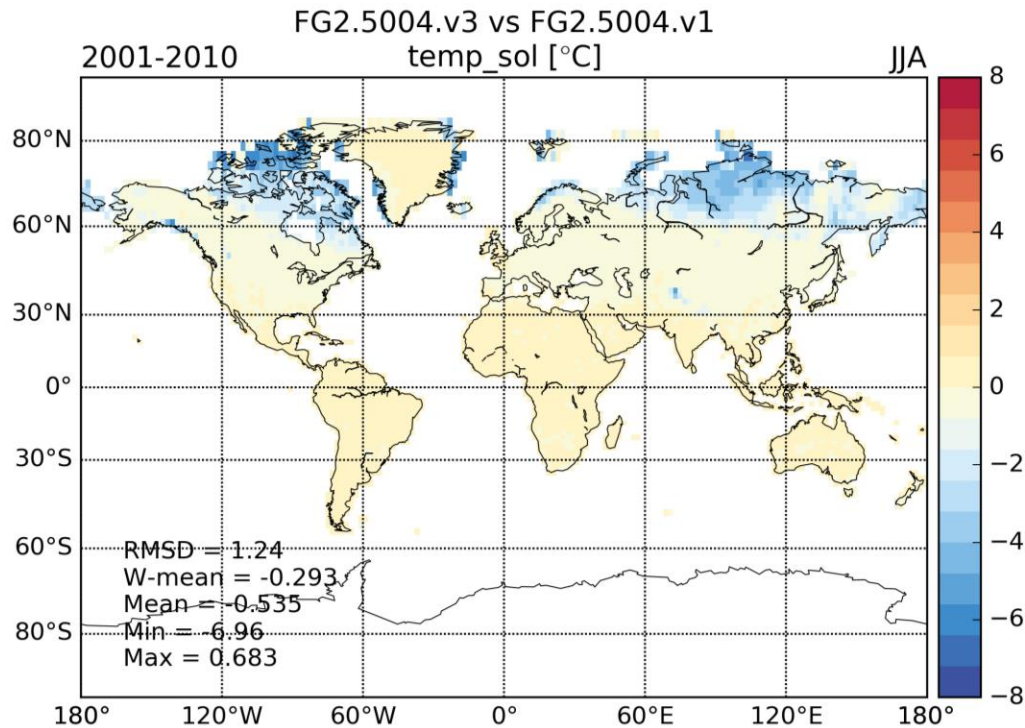 FG2.5004.v3 vs FG2.5004.v1
2001-2010 temp_sol [°C] JJA
80°N
60°N
30°N
0°
30°S
60°S
80°S
RMSD = 1.24
W-mean = -0.293
Mean = -0.535
Min = -6.96
Max = 0.683
180° 120°W 60°W 0° 60°E 120°E 180°
8
6
4
2
0
−2
−4
−6
−8